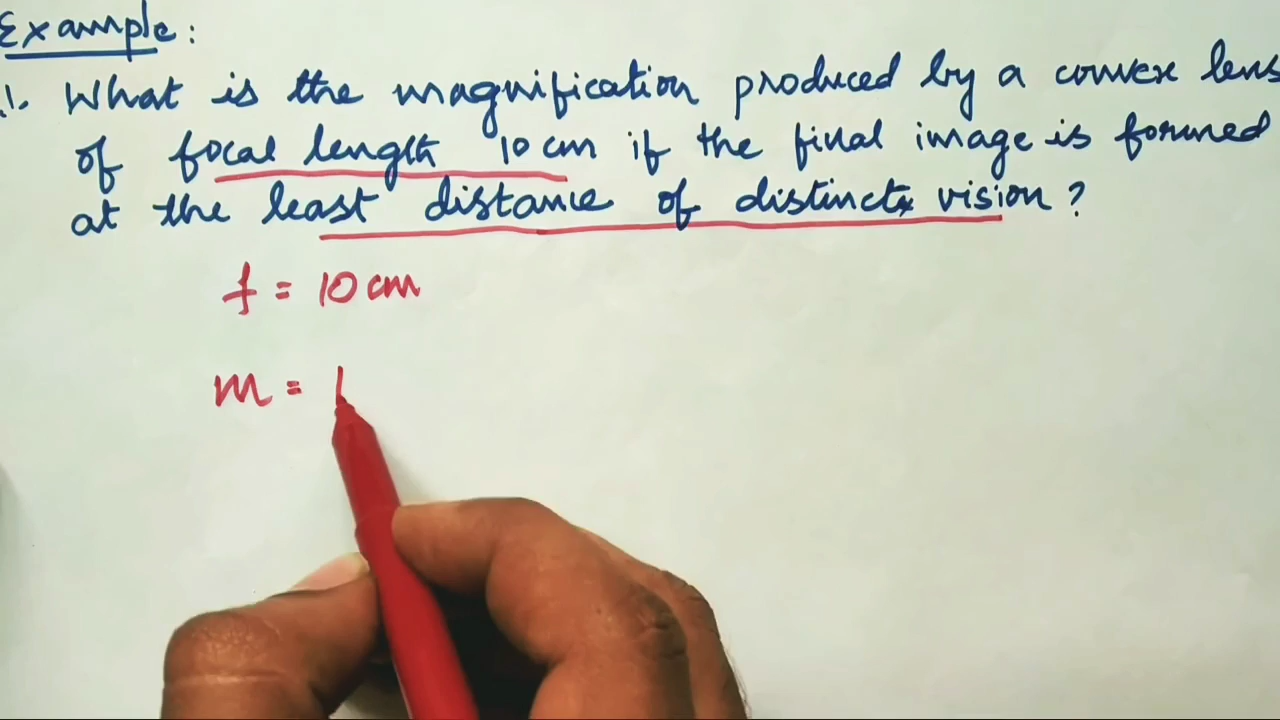 Example:
1. What is the magnification produced by a convex lens
of focal length 10 cm if the final image is formed
at the least distance of distinct vision?
f = 10 cm
m = 1